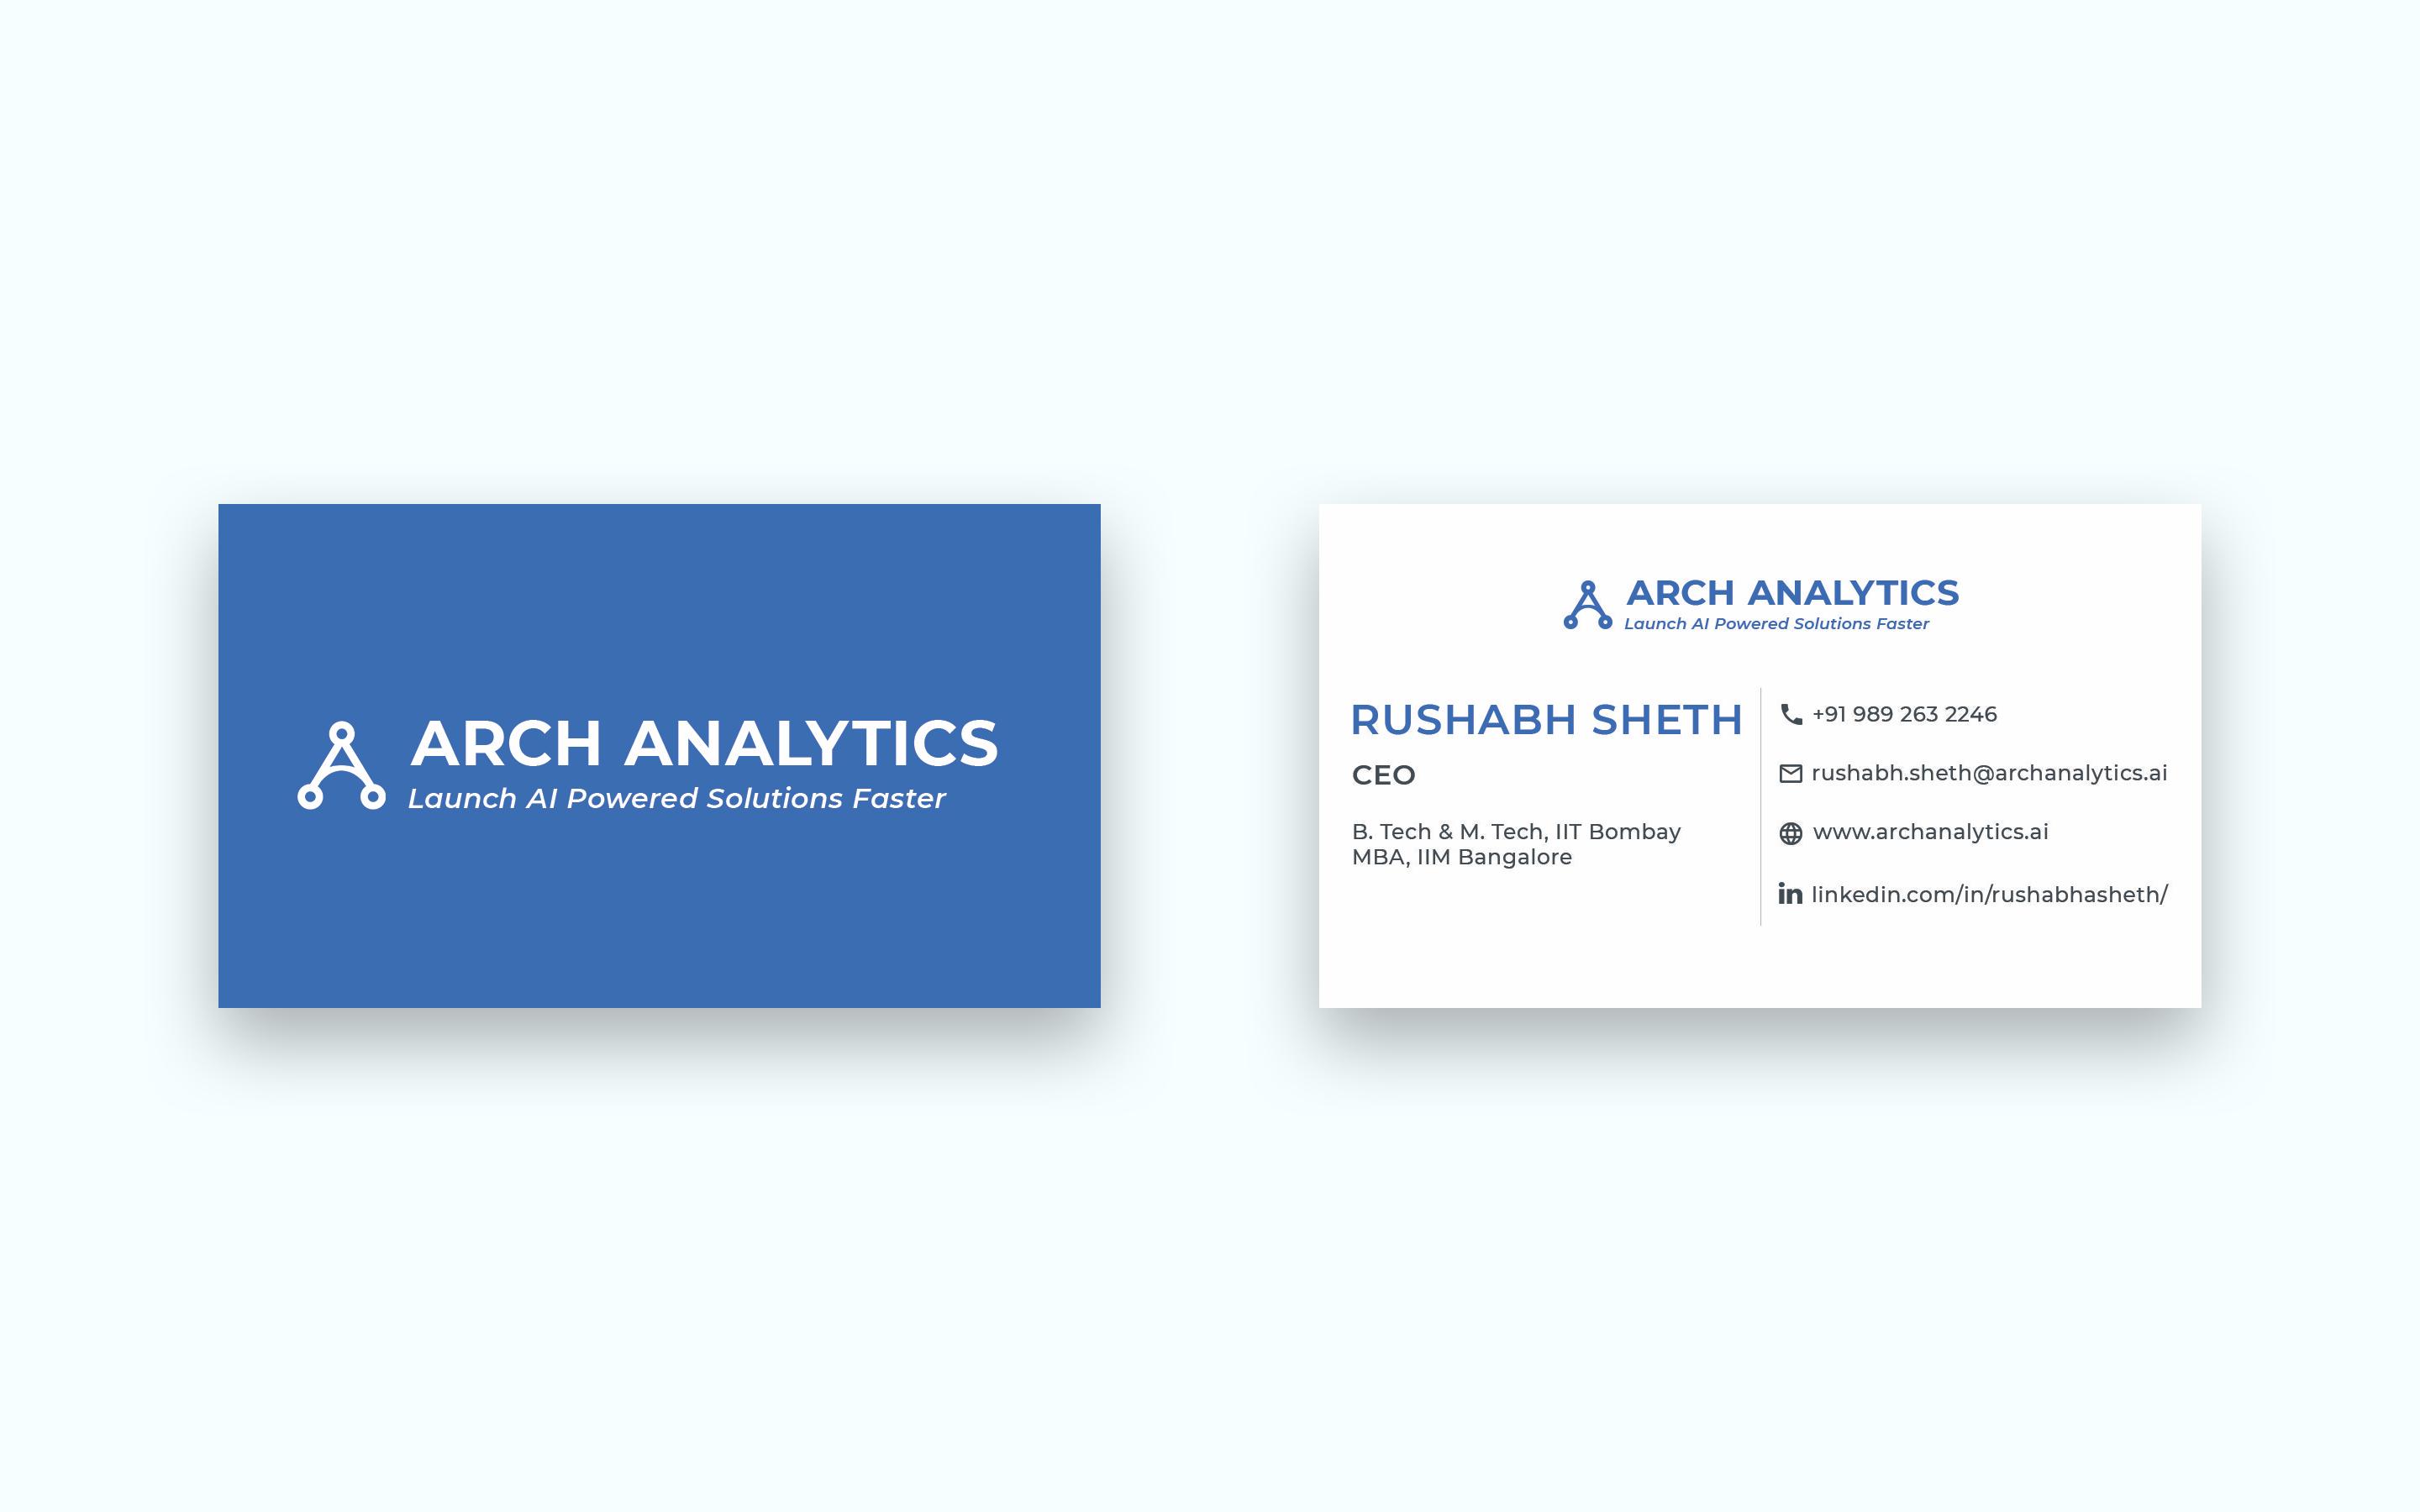 ARCH ANALYTICS
Launch AI Powered Solutions Faster
ARCH ANALYTICS
Launch AI Powered Solutions Faster
RUSHABH SHETH
CEO
B. Tech & M. Tech, IIT Bombay
MBA, IIM Bangalore
+91 989 263 2246
rushabh.sheth@archanalytics.ai
www.archanalytics.ai
in linkedin.com/in/rushabhasheth/